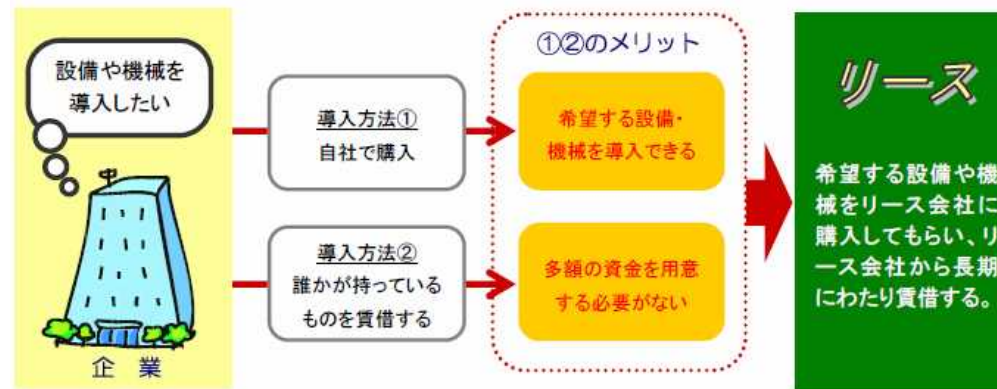 設備や機械を
導入したい
企 業
導入方法①
自社で購入
導入方法②
誰かが持っている
ものを賃借する
①②のメリット
希望する設備・
機械を導入できる
多額の資金を用意
する必要がない
リース
希望する設備や機
械をリース会社に
購入してもらい、リ
ース会社から長期
にわたり賃借する。